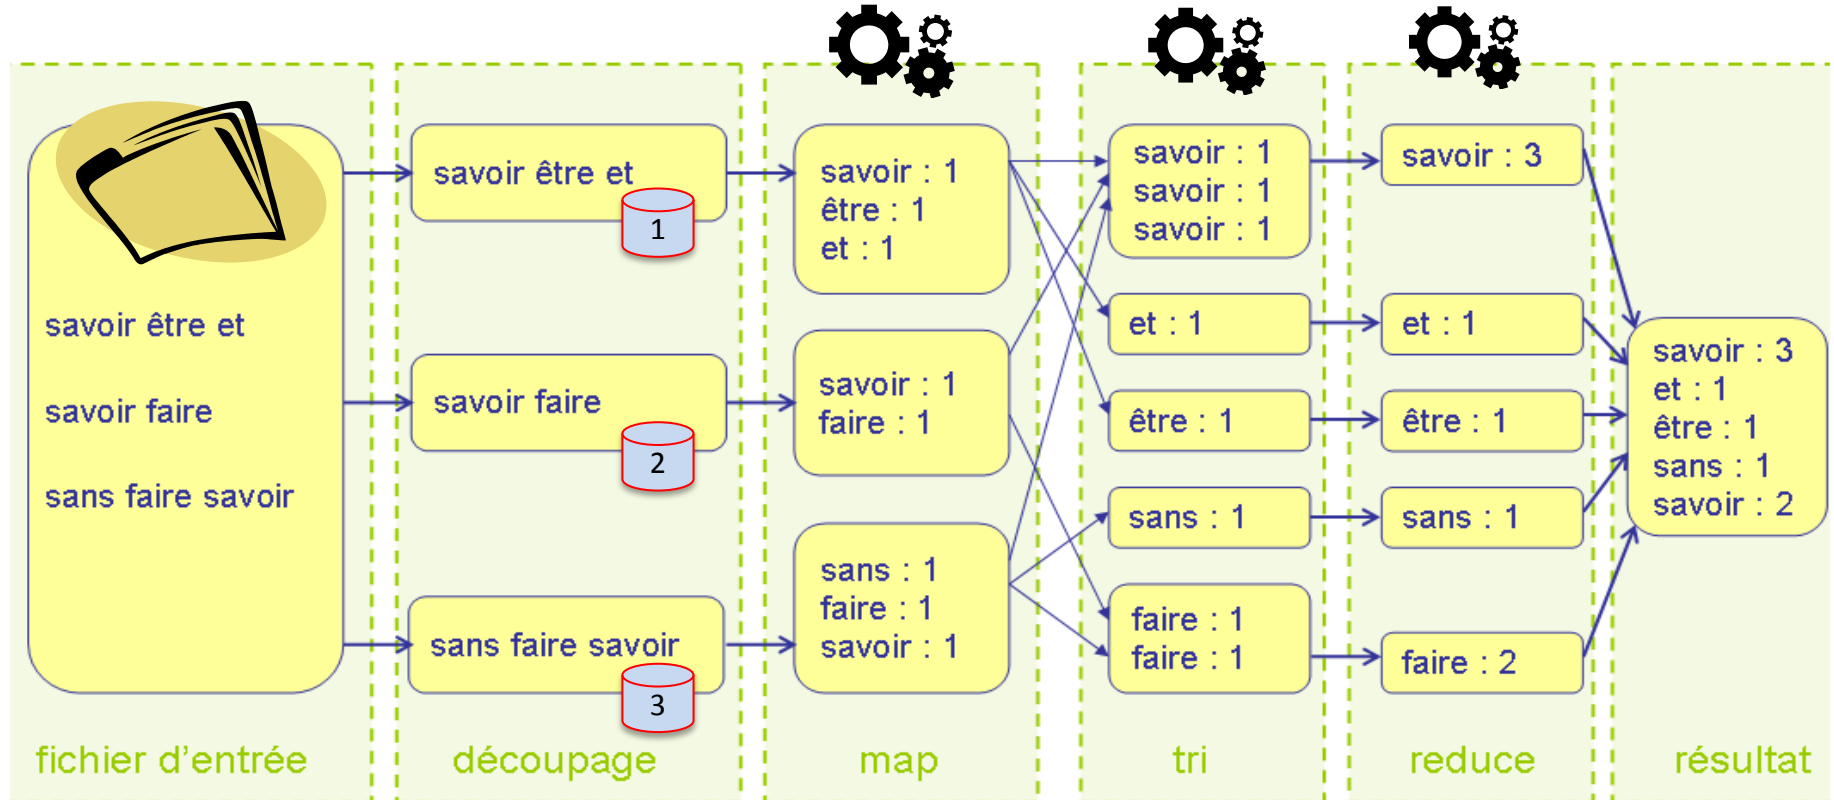 savoir être et
savoir faire
sans faire savoir
fichier d'entrée
savoir être et
1
savoir faire
2
sans faire savoir
3
découpage
savoir : 1
être : 1
et : 1
savoir : 1
faire : 1
sans : 1
faire : 1
savoir : 1
map
savoir : 1
savoir : 1
savoir : 1
et : 1
être : 1
sans : 1
faire : 1
faire : 1
tri
savoir : 3
et : 1
être : 1
sans : 1
faire : 2
reduce
savoir : 3
et : 1
être : 1
sans : 1
savoir : 2
résultat